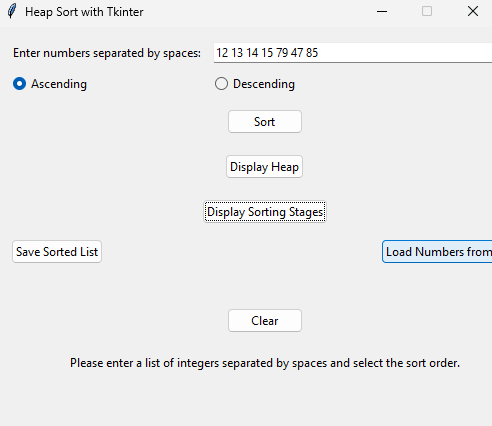 Heap Sort with Tkinter
Enter numbers separated by spaces: 12 13 14 15 79 47 85
Ascending Descending
Sort
Display Heap
Display Sorting Stages
Save Sorted List Load Numbers from
Clear
Please enter a list of integers separated by spaces and select the sort order.